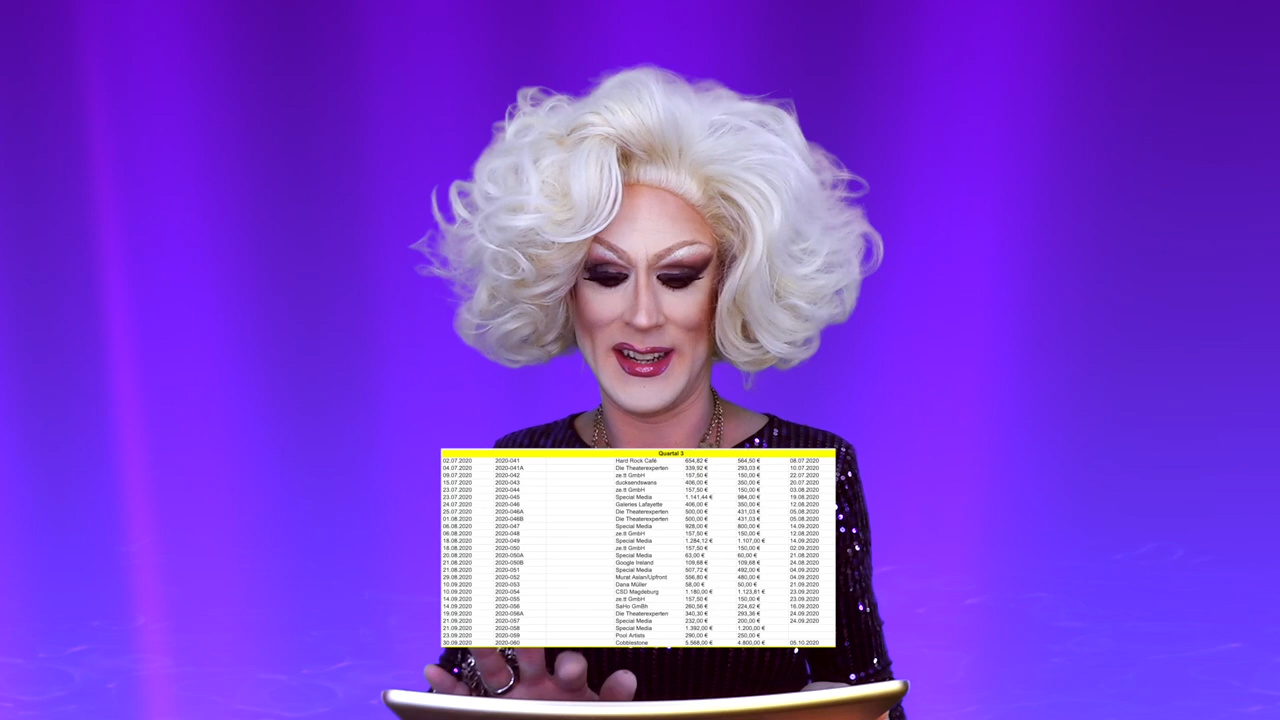 Quartal 3
02.07.2020 2020-041 Hard Rock Café 654,82 € 564,50 € 08.07.2020
04.07.2020 2020-041A Die Theaterexperten 339,92 € 293,03 € 10.07.2020
09.07.2020 2020-042 ze.tt GmbH 157,50 € 150,00 € 22.07.2020
15.07.2020 2020-043 ducksendswans 406,00 € 350,00 € 20.07.2020
23.07.2020 2020-044 ze.tt GmbH 157,50 € 150,00 € 03.08.2020
23.07.2020 2020-045 Special Media 1.141,44 € 984,00 € 19.08.2020
24.07.2020 2020-046 Galeries Lafayette 406,00 € 350,00 € 12.08.2020
25.07.2020 2020-046A Die Theaterexperten 500,00 € 431,03 € 05.08.2020
01.08.2020 2020-046B Die Theaterexperten 500,00 € 431,03 € 05.08.2020
06.08.2020 2020-047 Special Media 928,00 € 800,00 € 14.09.2020
06.08.2020 2020-048 ze.tt GmbH 157,50 € 150,00 € 12.08.2020
18.08.2020 2020-049 Special Media 1.284,12 € 1.107,00 € 14.09.2020
18.08.2020 2020-050 ze.tt GmbH 157,50 € 150,00 € 02.09.2020
20.08.2020 2020-050A Special Media 63,00 € 60,00 € 21.08.2020
21.08.2020 2020-050B Google Ireland 109,68 € 109,68 € 24.08.2020
21.08.2020 2020-051 Special Media 507,72 € 492,00 € 04.09.2020
29.08.2020 2020-052 Murat Aslan/Upfront 556,80 € 480,00 € 04.09.2020
10.09.2020 2020-053 Dana Müller 58,00 € 50,00 € 21.09.2020
10.09.2020 2020-054 CSD Magdeburg 1.180,00 € 1.123,81 € 23.09.2020
14.09.2020 2020-055 ze.tt GmbH 157,50 € 150,00 € 23.09.2020
14.09.2020 2020-056 SaHo GmBh 260,56 € 224,62 € 16.09.2020
19.09.2020 2020-056A Die Theaterexperten 340,30 € 293,36 € 24.09.2020
21.09.2020 2020-057 Special Media 232,00 € 200,00 € 24.09.2020
21.09.2020 2020-058 Special Media 1.392,00 € 1.200,00 €
23.09.2020 2020-059 Pool Artists 290,00 € 250,00 €
30.09.2020 2020-060 Cobblestone 5.568,00 € 4.800,00 € 05.10.2020